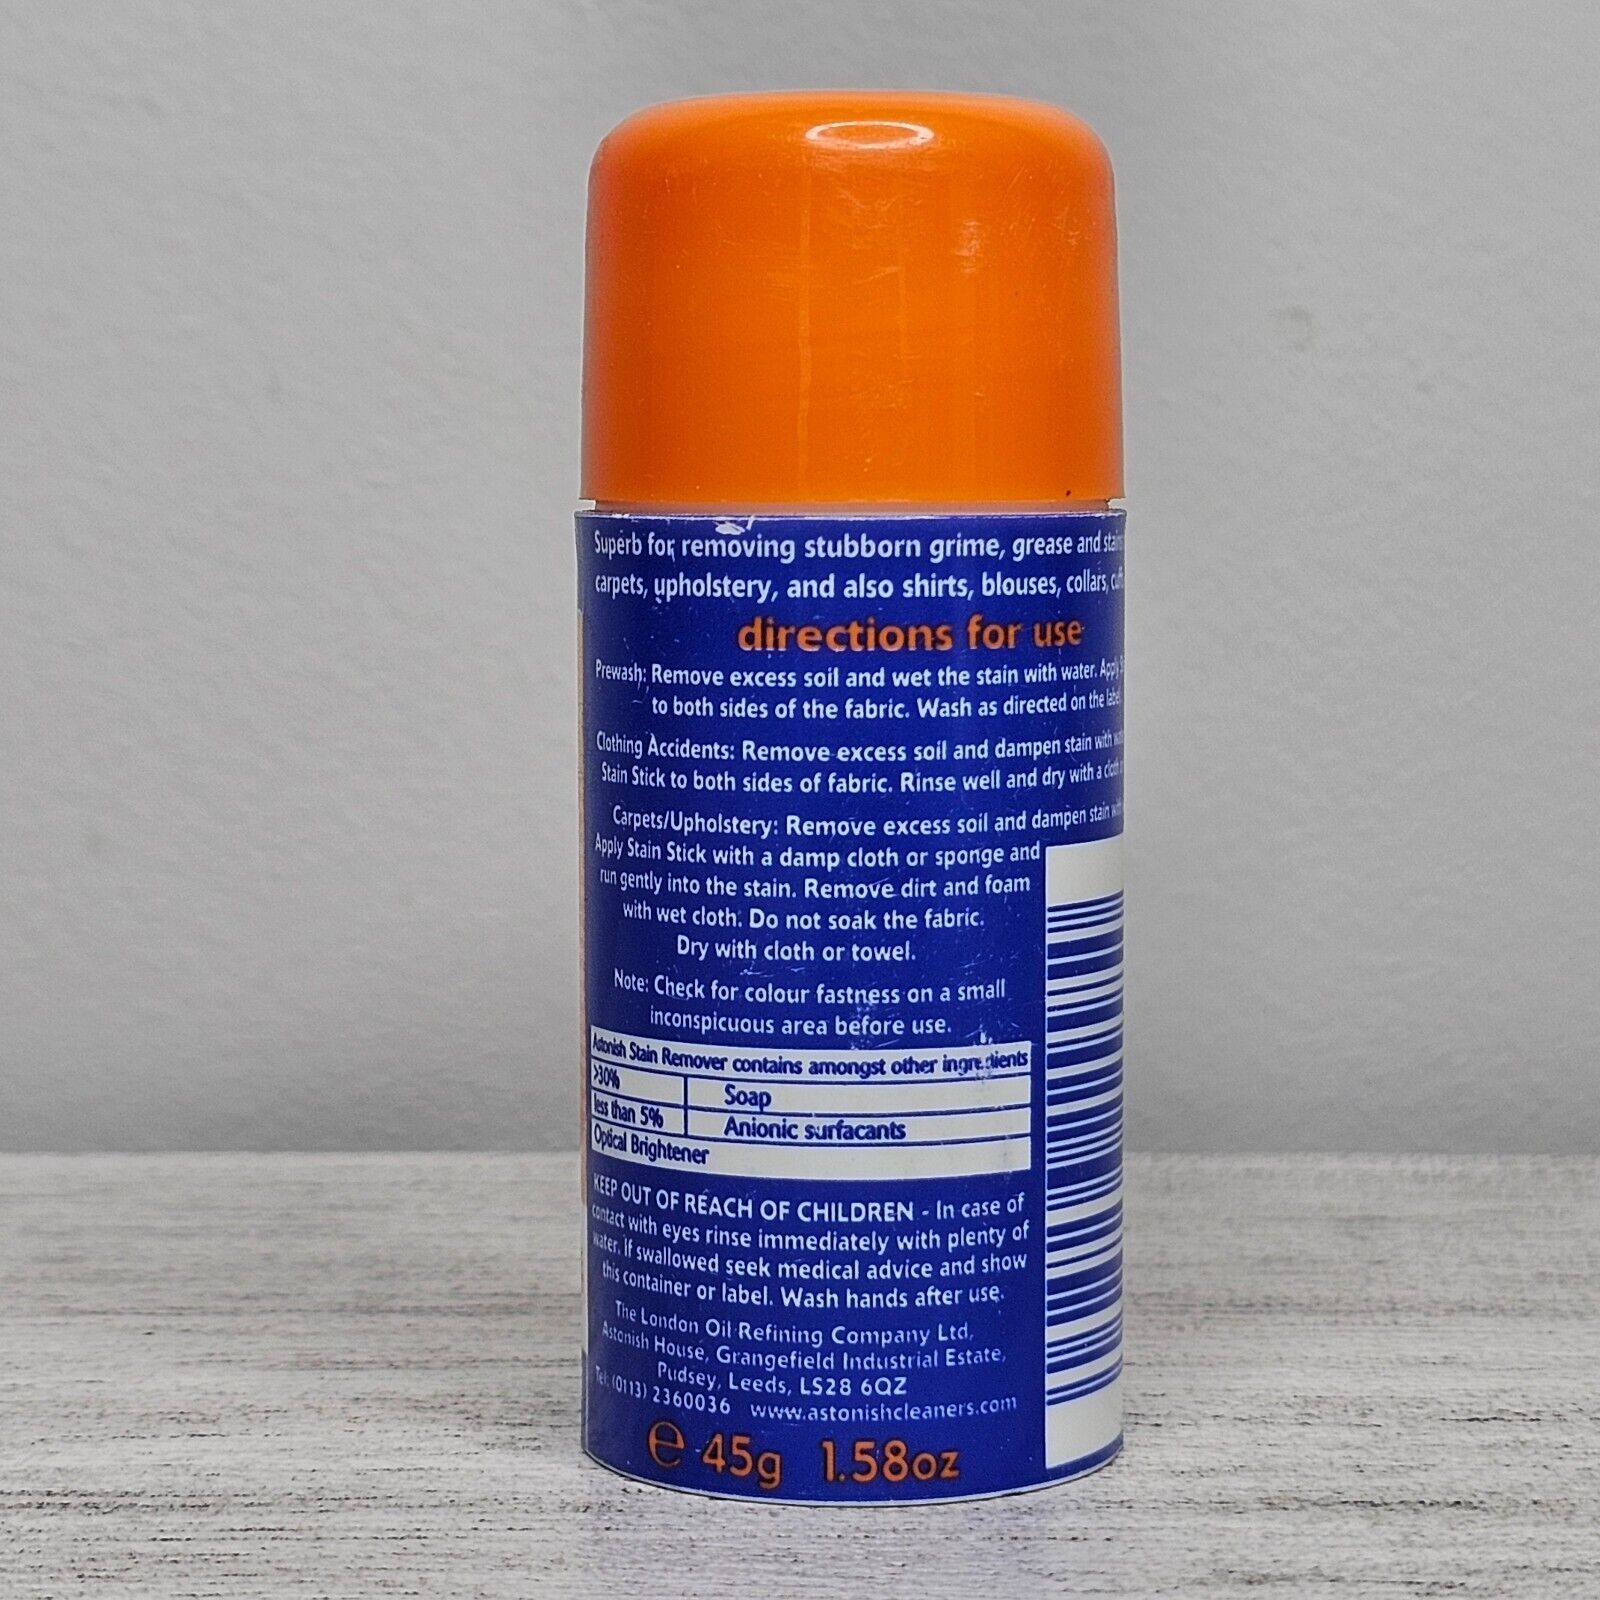 Superb for removing stubborn grime, grease and
carpets, upholstery, and also shirts, blouses, collars,
directions for use
Prewash: Remove excess soil and wet the stain with water. Apply
to both sides of the fabric. Wash as directed on the label
Clothing Accidents: Remove excess soil and dampen stain with
Stain Stick to both sides of fabric. Rinse well and dry with a cloth
Carpets/Upholstery: Remove excess soil and dampen stain
Apply Stain Stick with a damp cloth or sponge and
run gently into the stain. Remove dirt and foam
with wet cloth. Do not soak the fabric.
Dry with cloth or towel.
Note: Check for colour fastness on a small
inconspicuous area before use.
Astonish Stain Remover contains amongst other ingredients
>30% Soap
less than 5% Anionic surfacants
Optical Brightener
KEEP OUT OF REACH OF CHILDREN - In case of
contact with eyes rinse immediately with plenty of
water, if swallowed seek medical advice and show
this container or label. Wash hands after use.
The London Oil Refining Company Ltd,
Astonish House, Grangefield Industrial Estate,
Pudsey, Leeds, LS28 6QZ
Tel: (0113) 2360036 www.astonishcleaners.com
e 45g 1.58oz